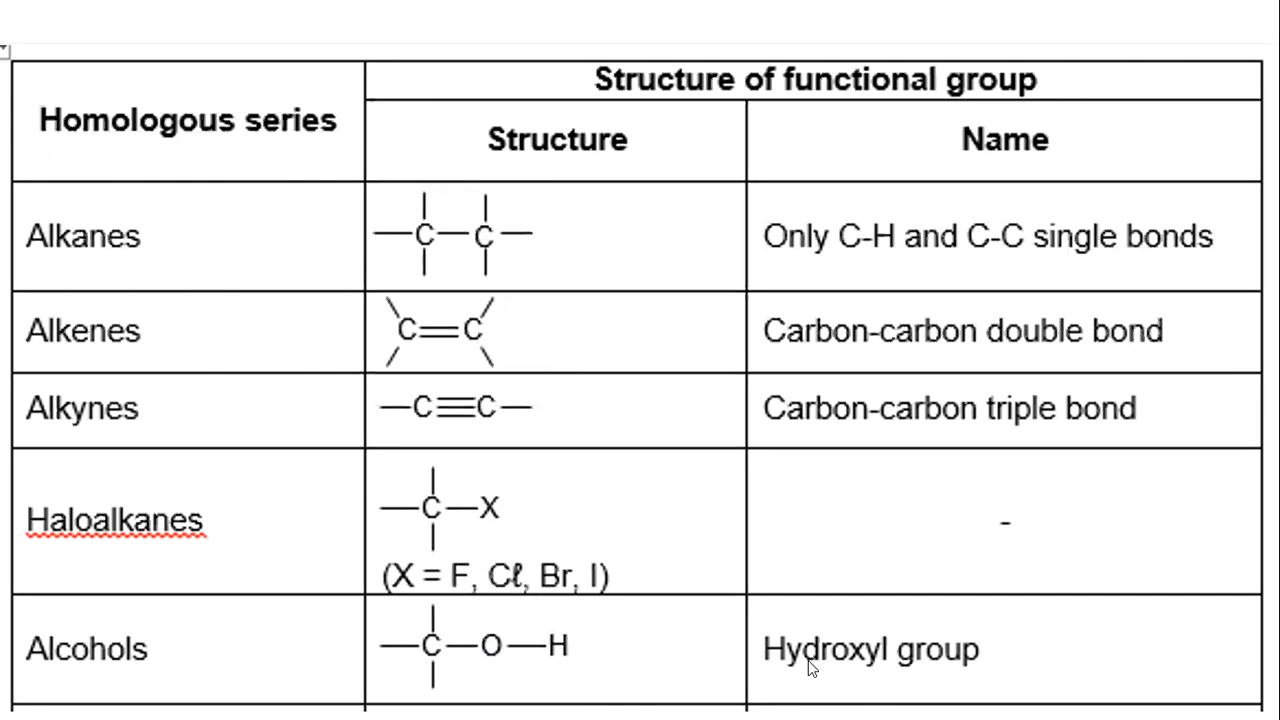 Homologous series
Structure of functional group
Structure
Name
Alkanes
—C—C—
Only C-H and C-C single bonds
Alkenes
C=C
Carbon-carbon double bond
Alkynes
—C≡C—
Carbon-carbon triple bond
Haloalkanes
—C—X
(X = F, Cℓ, Br, I)
-
Alcohols
—C—O—H
Hydroxyl group